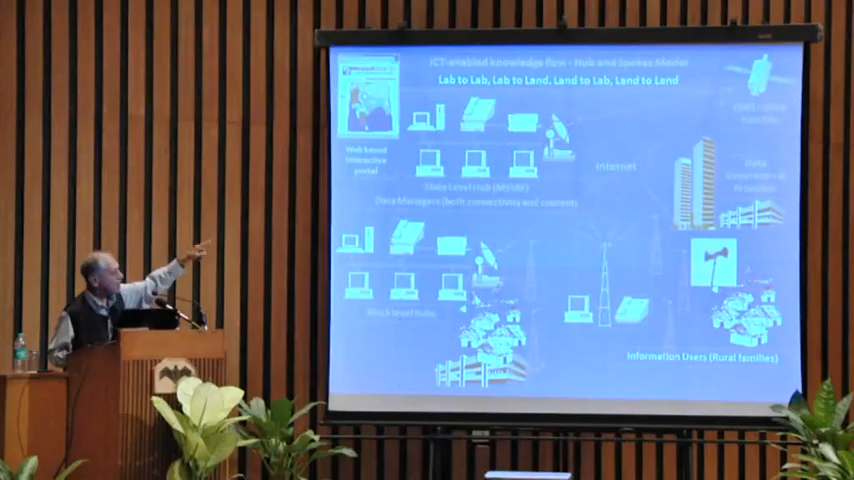 ICT-enabled knowledge flow - Hub and Spokes Model
Lab to Lab, Lab to Land, Land to Lab, Land to Land
Web based
interactive
portal
Internet
Data
State Level Hub (MSSRF)
Data Managers (both connectivity and content)
Block level hubs
Information Users (Rural families)